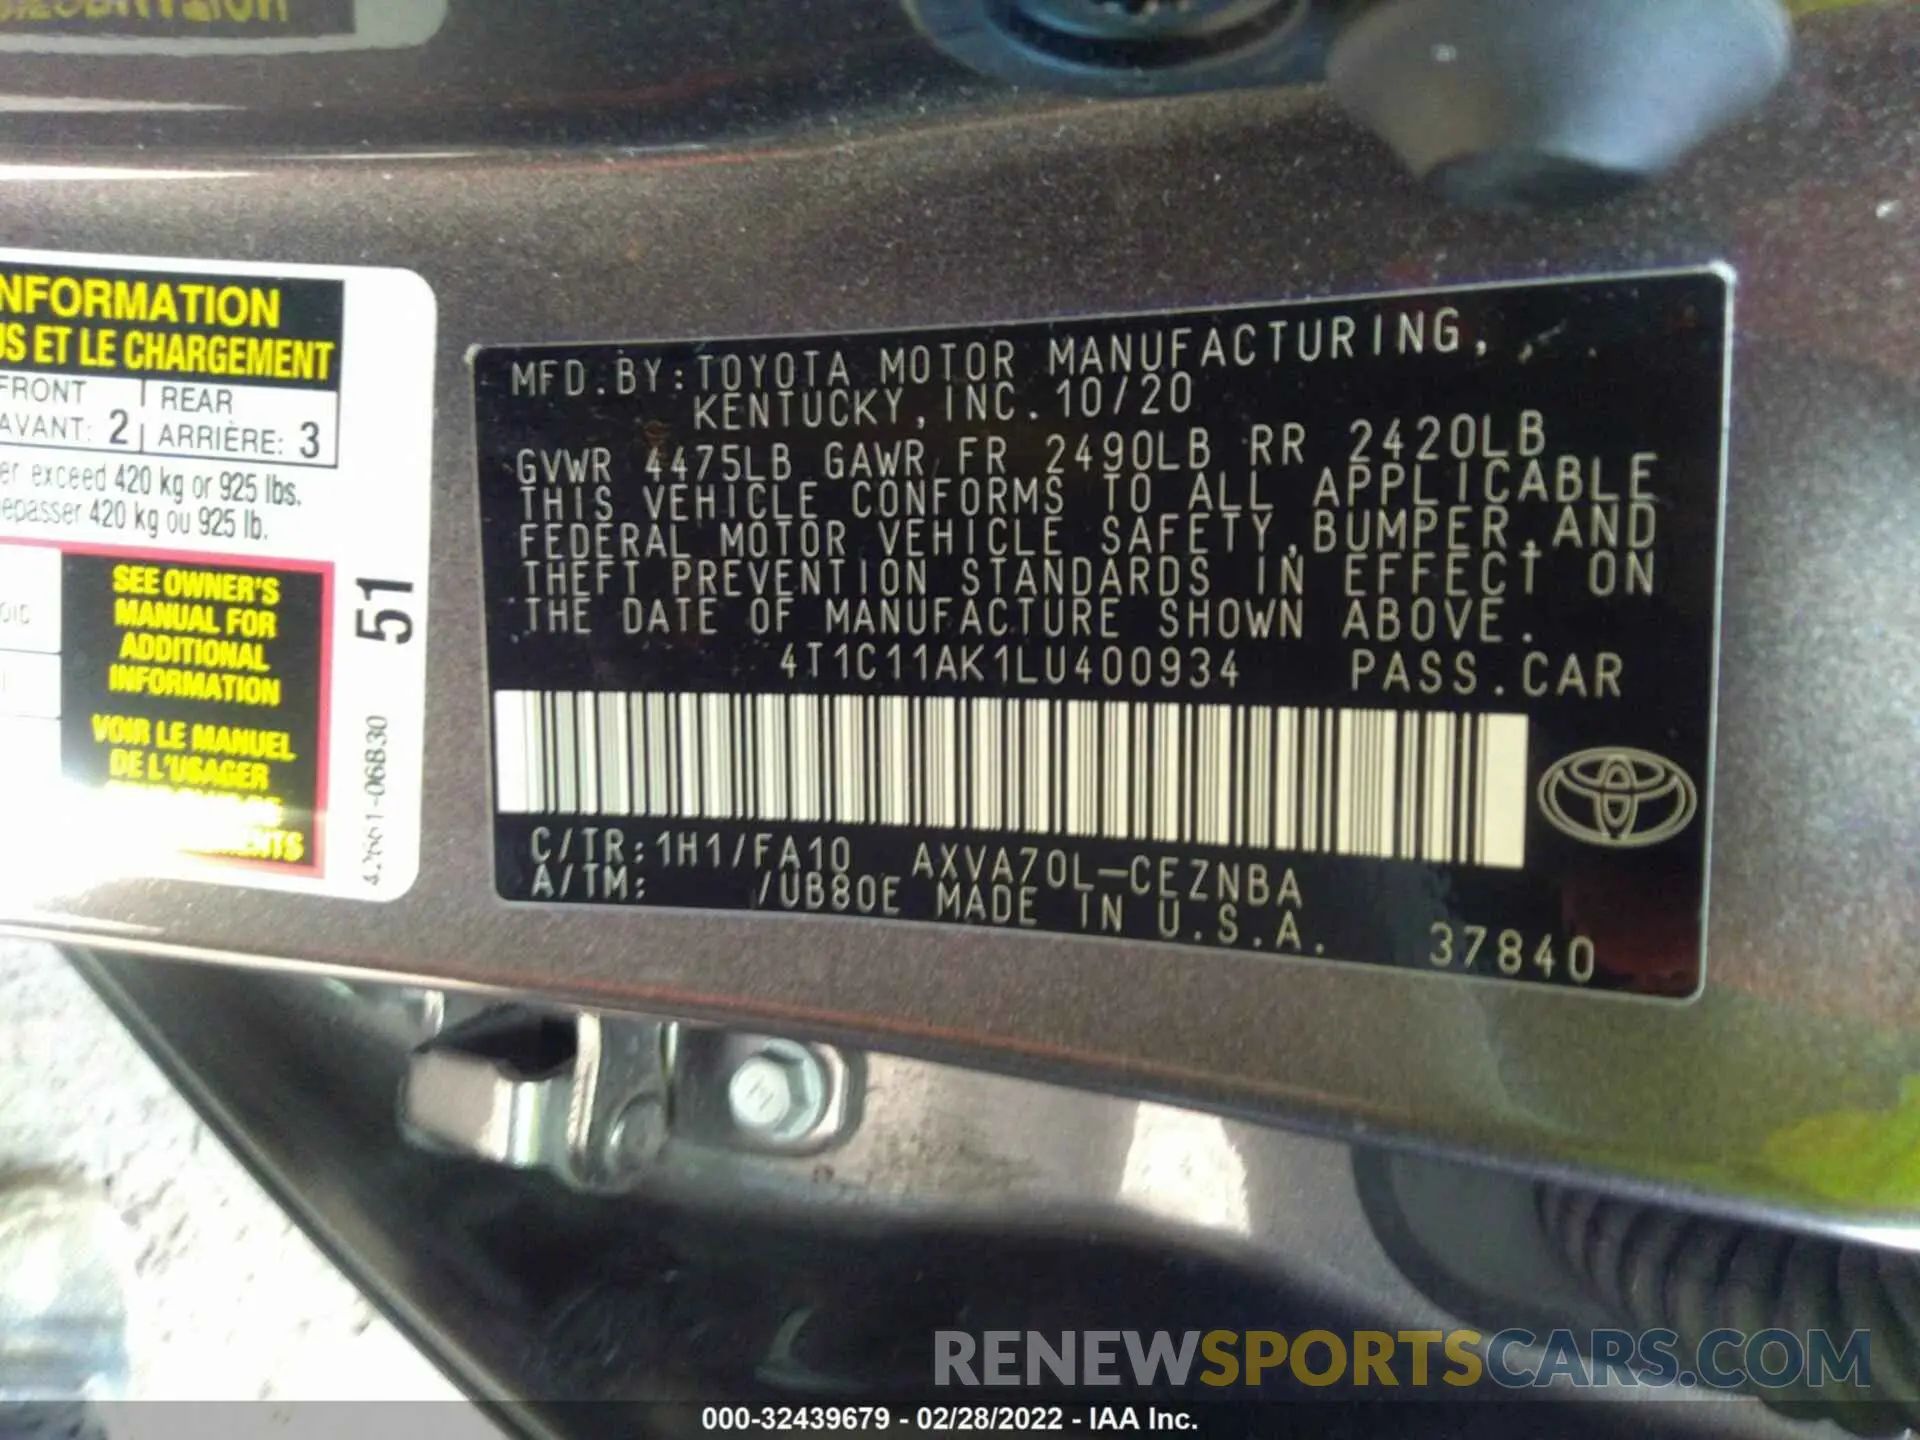 NFORMATION
US ET LE CHARGEMENT
FRONT REAR
AVANT: 2 ARRIÈRE: 3
er exceed 420 kg or 925 lbs.
epasser 420 kg ou 925 lb.
SEE OWNER'S
MANUAL FOR
ADDITIONAL
INFORMATION
VOIR LE MANUEL
DE L'USAGER
51
42661-06B30
MFD.BY:TOYOTA MOTOR MANUFACTURING,
KENTUCKY,INC.10/20
GVWR 4475LB GAWR FR 2490LB RR 2420LB
THIS VEHICLE CONFORMS TO ALL APPLICABLE
FEDERAL MOTOR VEHICLE SAFETY,BUMPER,AND
THEFT PREVENTION STANDARDS IN EFFECT ON
THE DATE OF MANUFACTURE SHOWN ABOVE.
4T1C11AK1LU400934 PASS.CAR
C/TR:1H1/FA10 AXVA70L-CEZNBA
A/TM: /UB80E MADE IN U.S.A.
37840
RENEWSPORTSCARS.COM
000-32439679 - 02/28/2022 - IAA Inc.